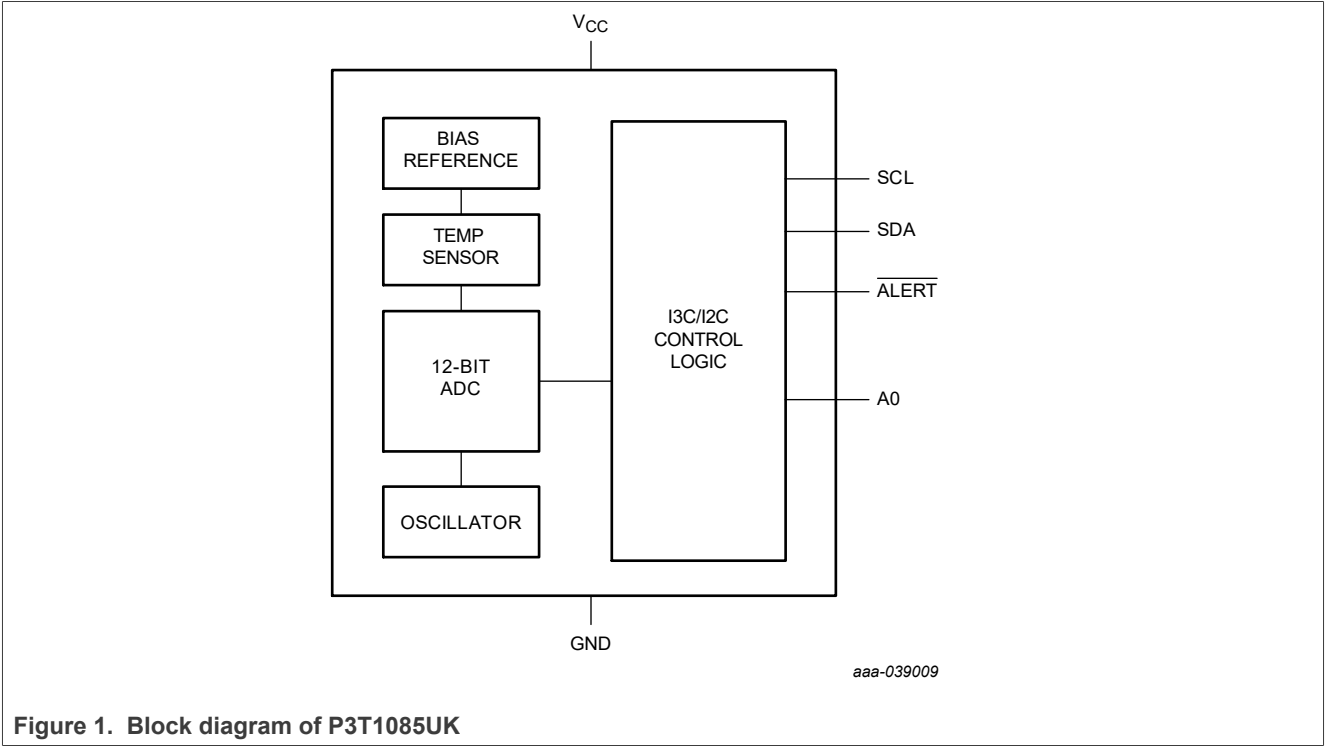 VCC
BIAS
REFERENCE
TEMP
SENSOR
12-BIT
ADC
OSCILLATOR
I3C/I2C
CONTROL
LOGIC
SCL
SDA
ALERT
A0
GND
aaa-039009
Figure 1. Block diagram of P3T1085UK